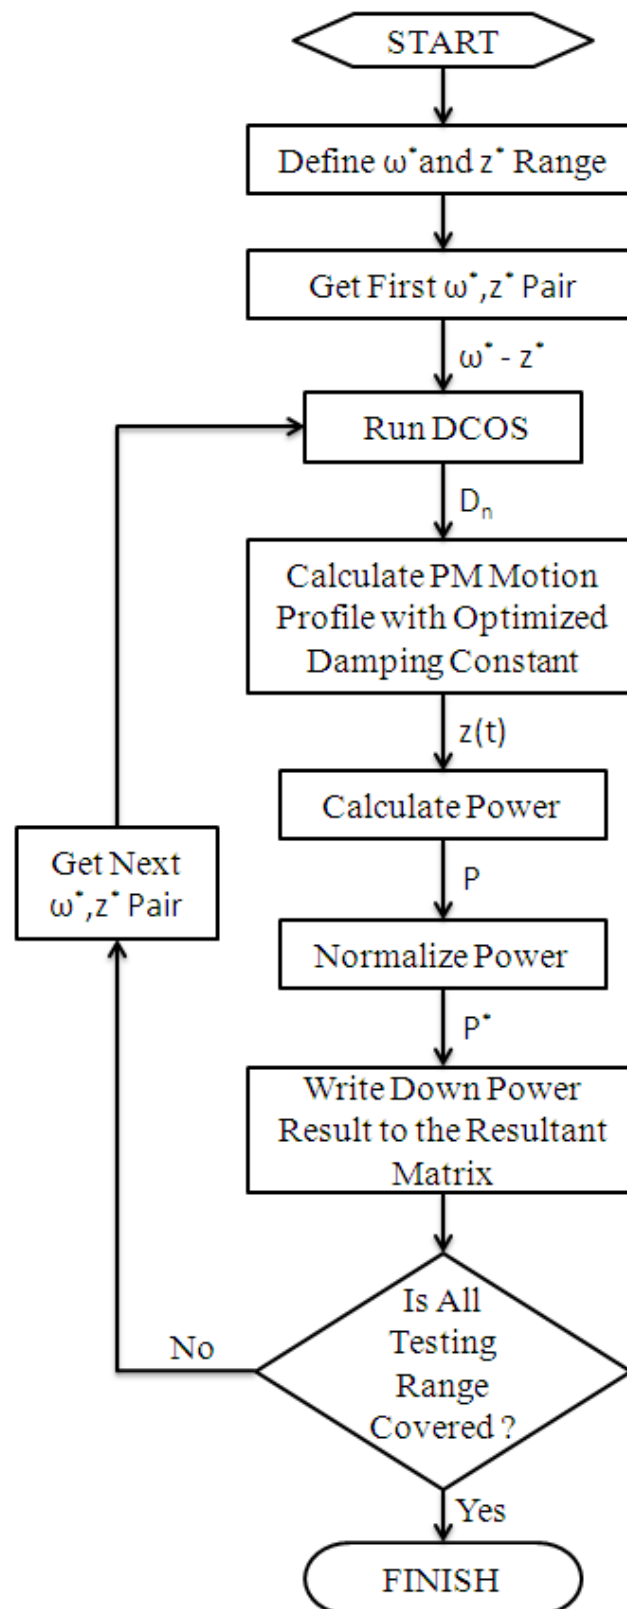 START
Define ω*and z* Range
Get First ω*,z* Pair
ω* - z*
Run DCOS
Dₙ
Calculate PM Motion
Profile with Optimized
Damping Constant
z(t)
Calculate Power
P
Get Next
ω*,z* Pair
Normalize Power
P*
Write Down Power
Result to the Resultant
Matrix
Is All
Testing
Range
Covered ?
No
Yes
FINISH